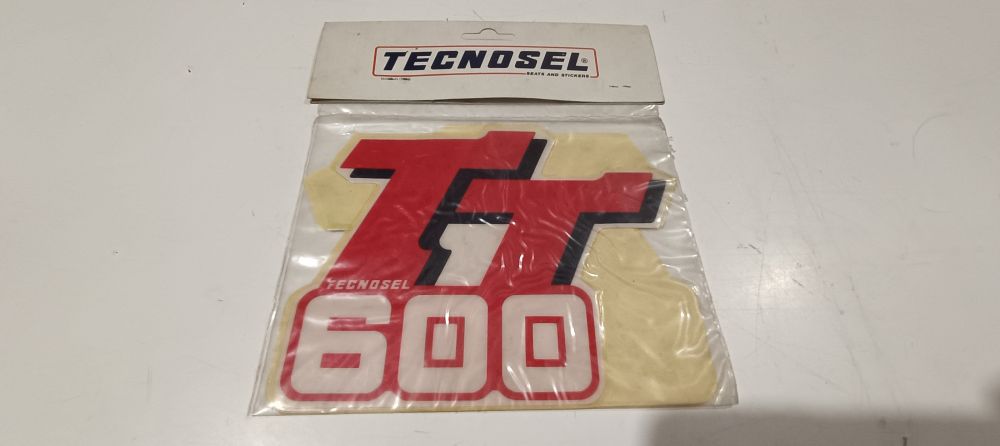 TECNOSEL®
SEATS AND STICKERS
TT
TECNOSEL
600